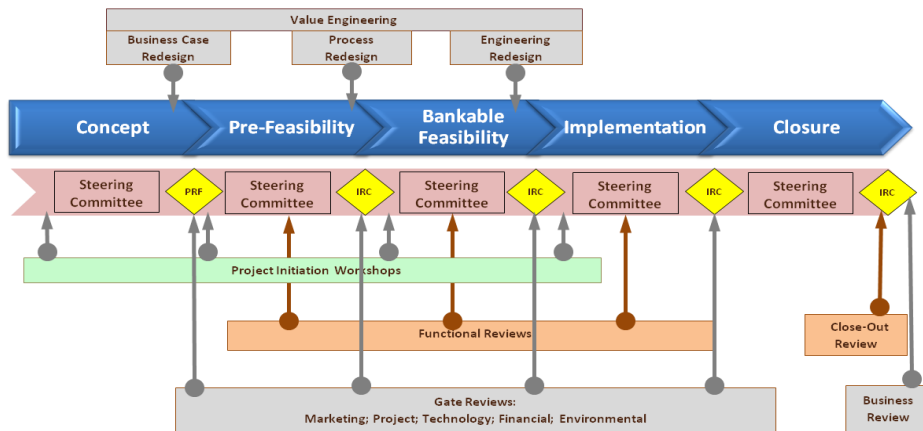 Value Engineering
Business Case
Redesign
Process
Redesign
Engineering
Redesign
Concept
Pre-Feasibility
Bankable
Feasibility
Implementation
Closure
Steering
Committee
PRF
Steering
Committee
IRC
Steering
Committee
IRC
Steering
Committee
IRC
Steering
Committee
IRC
Project Initiation Workshops
Functional Reviews
Close-Out
Review
Gate Reviews:
Marketing; Project; Technology; Financial; Environmental
Business
Review